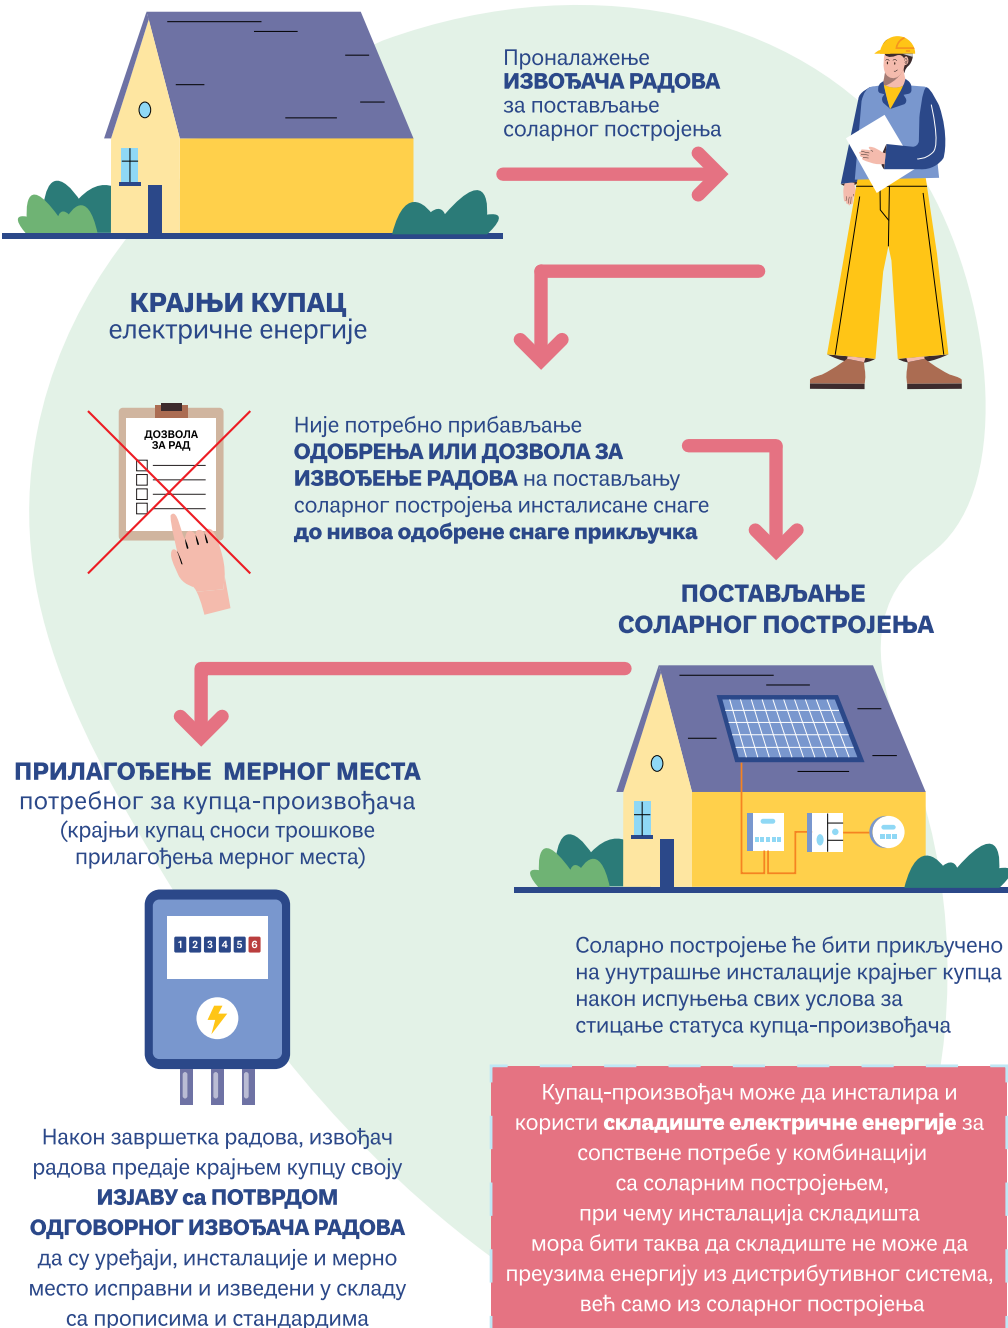 Проналажење
ИЗВОЂАЧА РАДОВА
за постављање
соларног постројења
КРАЈЊИ КУПАЦ
електричне енергије
ДОЗВОЛА
ЗА РАД
Није потребно прибављање
ОДОБРЕЊА ИЛИ ДОЗВОЛА ЗА
ИЗВОЂЕЊЕ РАДОВА на постављању
соларног постројења инсталисане снаге
до нивоа одобрене снаге прикључка
ПОСТАВЉАЊЕ
СОЛАРНОГ ПОСТРОЈЕЊА
ПРИЛАГОЂЕЊЕ МЕРНОГ МЕСТА
потребног за купца-произвођача
(крајњи купац сноси трошкове
прилагођења мерног места)
1 2 3 4 5 6
Соларно постројење ће бити прикључено
на унутрашње инсталације крајњег купца
након испуњења свих услова за
стицање статуса купца-произвођача
Након завршетка радова, извођач
радова предаје крајњем купцу своју
ИЗЈАВУ са ПОТВРДОМ
ОДГОВОРНОГ ИЗВОЂАЧА РАДОВА
да су уређаји, инсталације и мерно
место исправни и изведени у складу
са прописима и стандардима
Купац-произвођач може да инсталира и
користи складиште електричне енергије за
сопствене потребе у комбинацији
са соларним постројењем,
при чему инсталација складишта
мора бити таква да складиште не може да
преузима енергију из дистрибутивног система,
већ само из соларног постројења